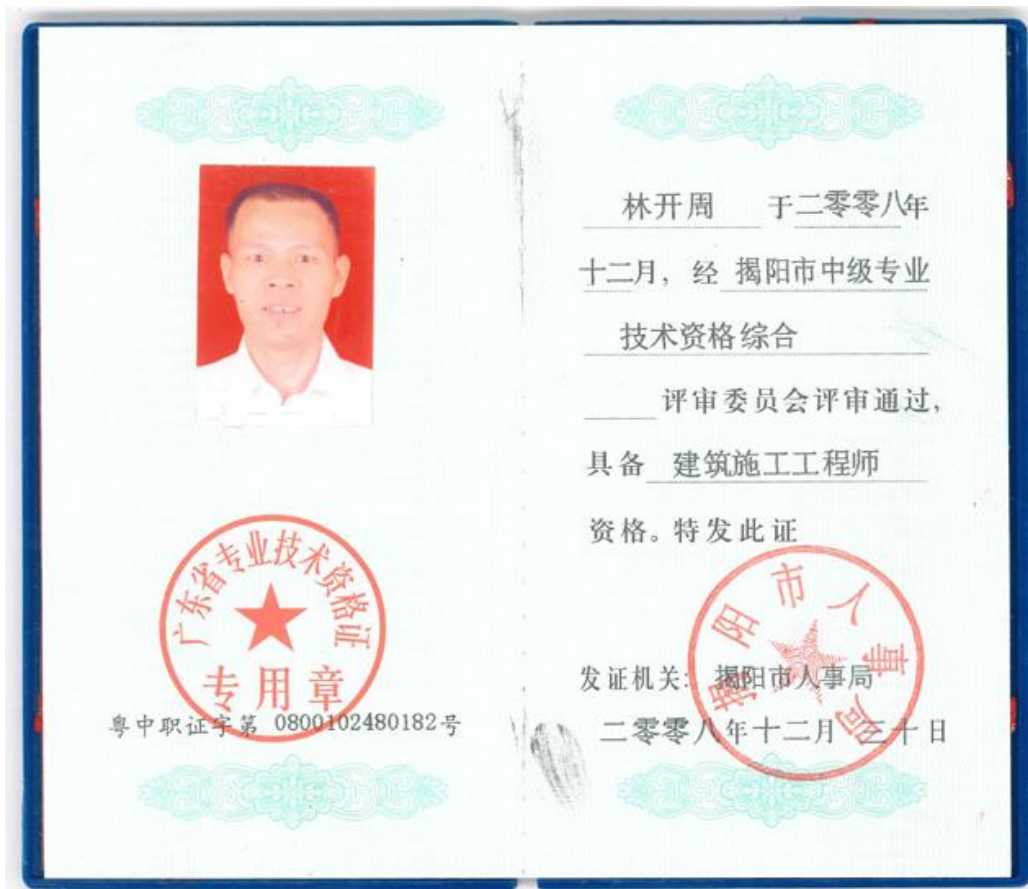 广东省专业技术资格证
专用章
粤中职证字第 0800102480182号
林开周 于二零零八年
十二月, 经 揭阳市中级专业
技术资格综合
评审委员会评审通过,
具备 建筑施工工程师
资格。特发此证
揭阳市人事局
发证机关: 揭阳市人事局
二零零八年十二月 三十日